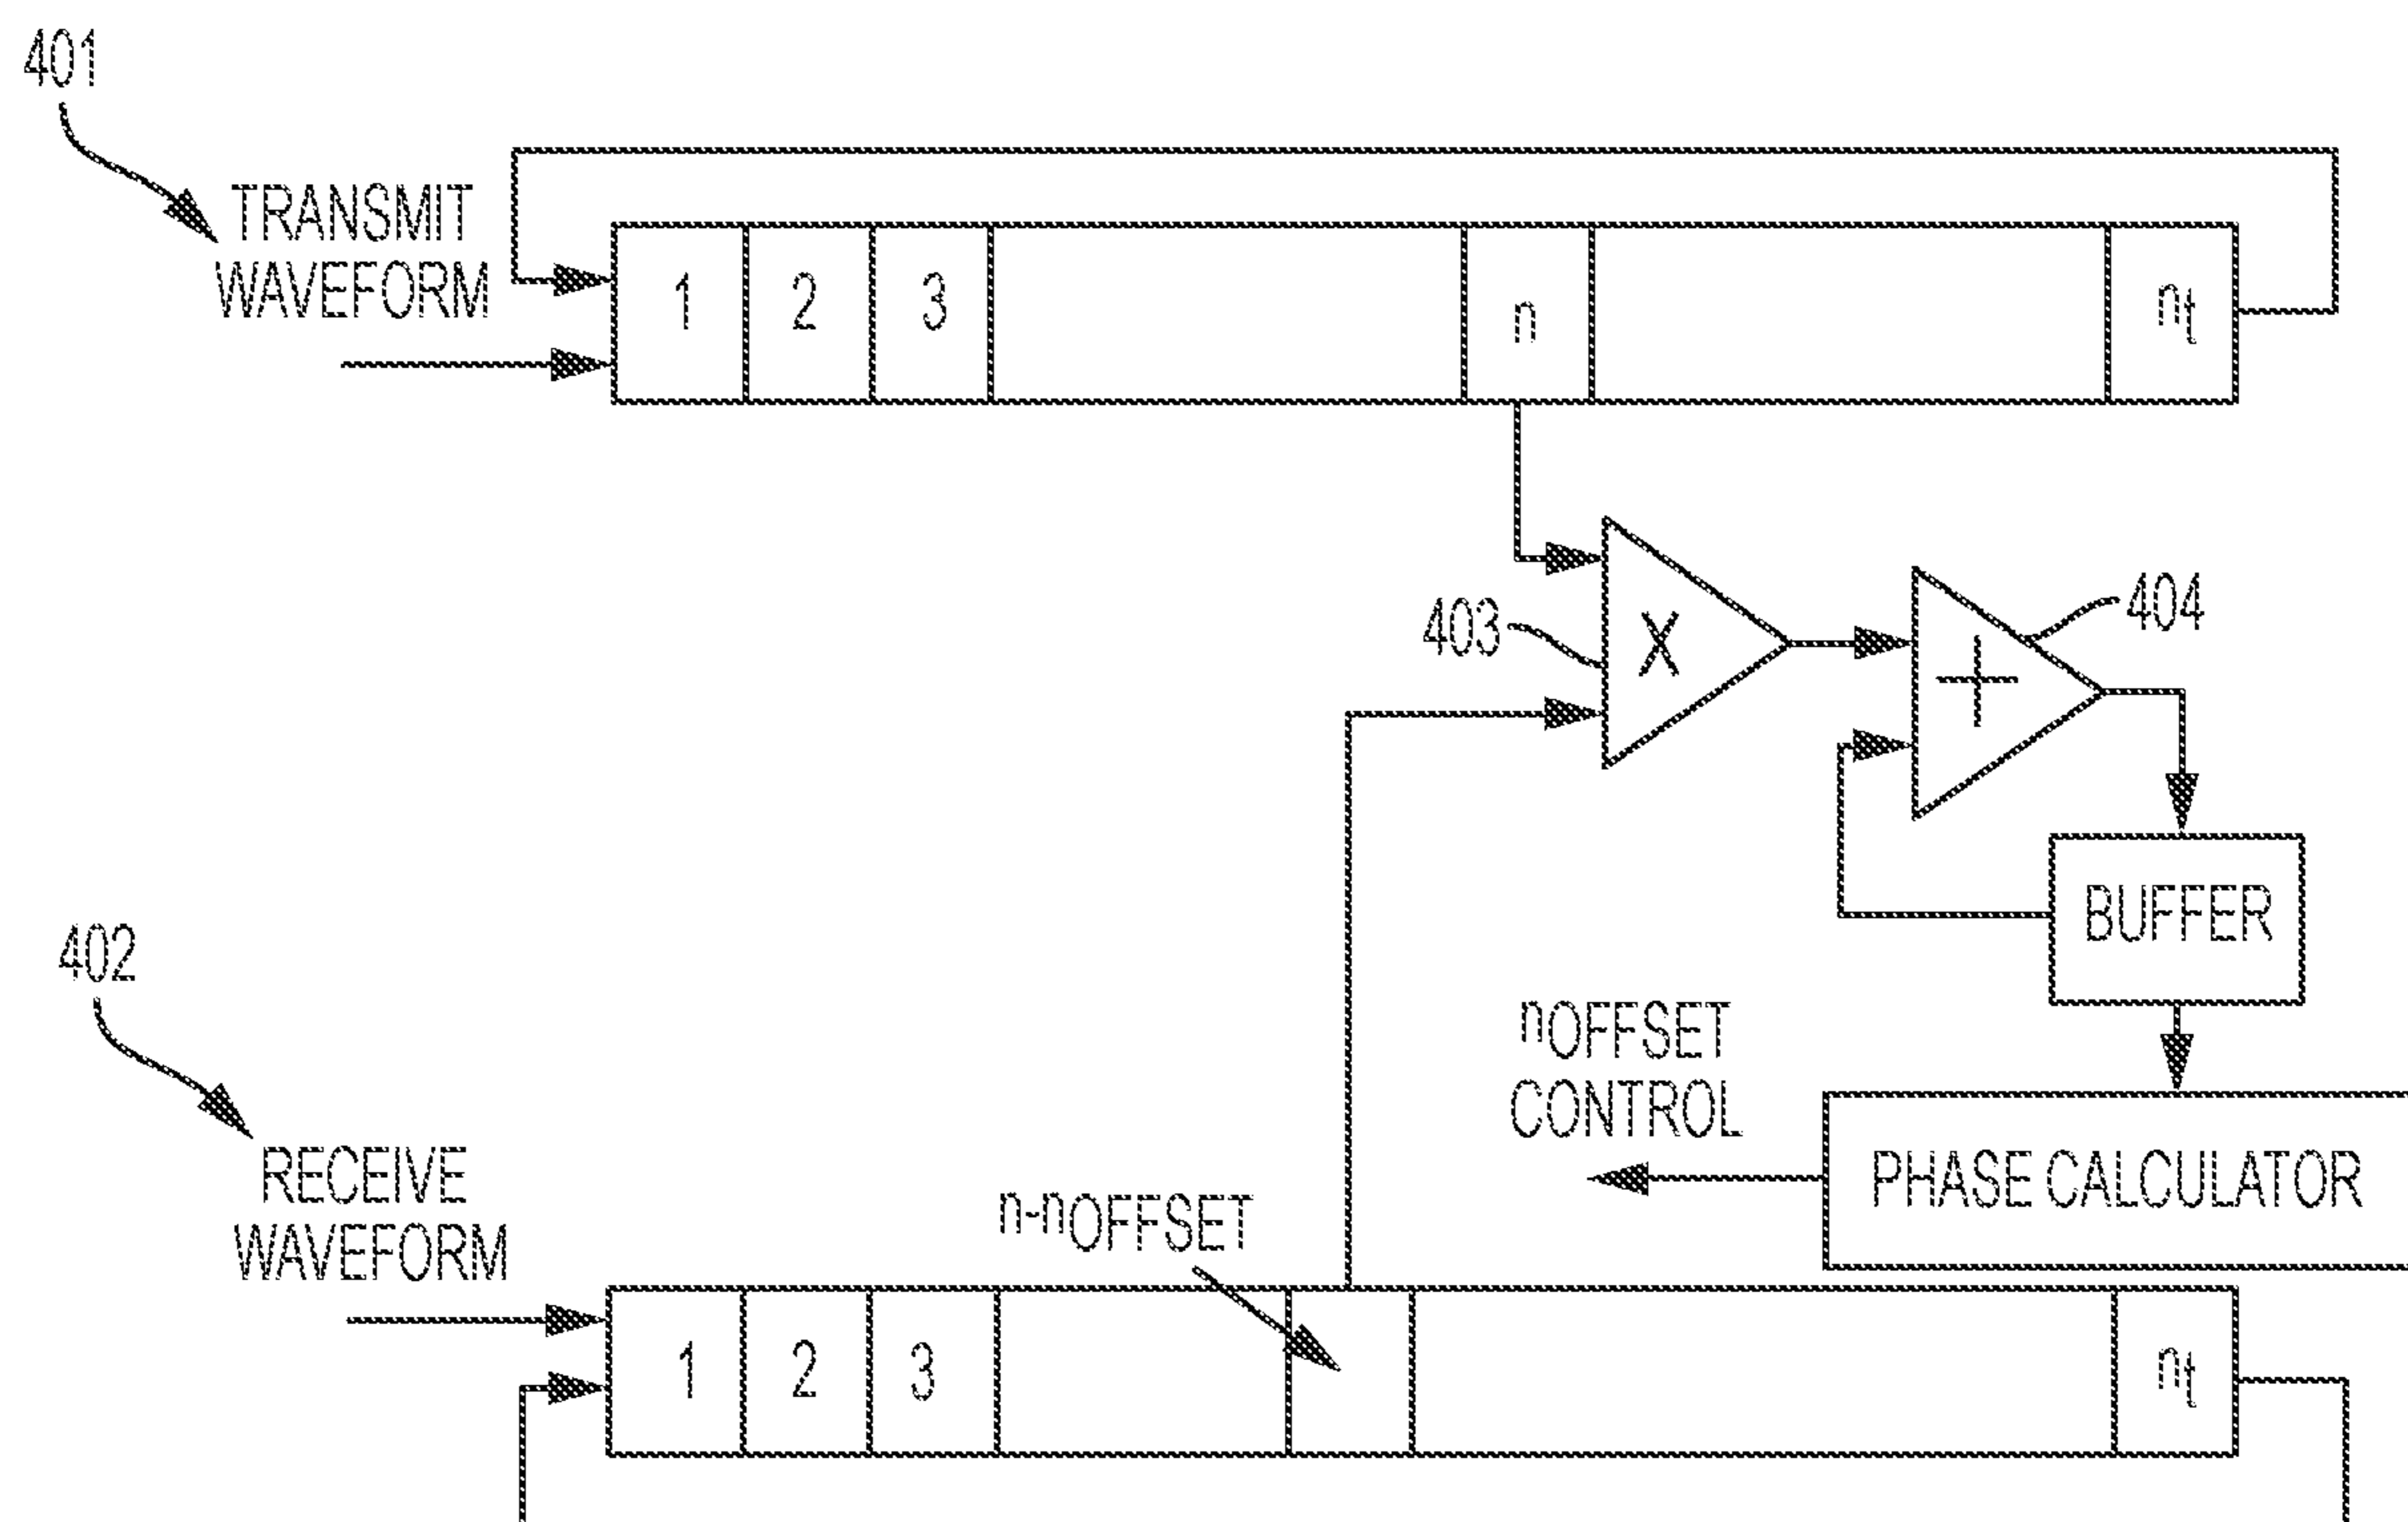 401
TRANSMIT
WAVEFORM
1 2 3 n nt
403 X + 404
BUFFER
402
nOFFSET
CONTROL
PHASE CALCULATOR
RECEIVE
WAVEFORM
n-nOFFSET
1 2 3 nt